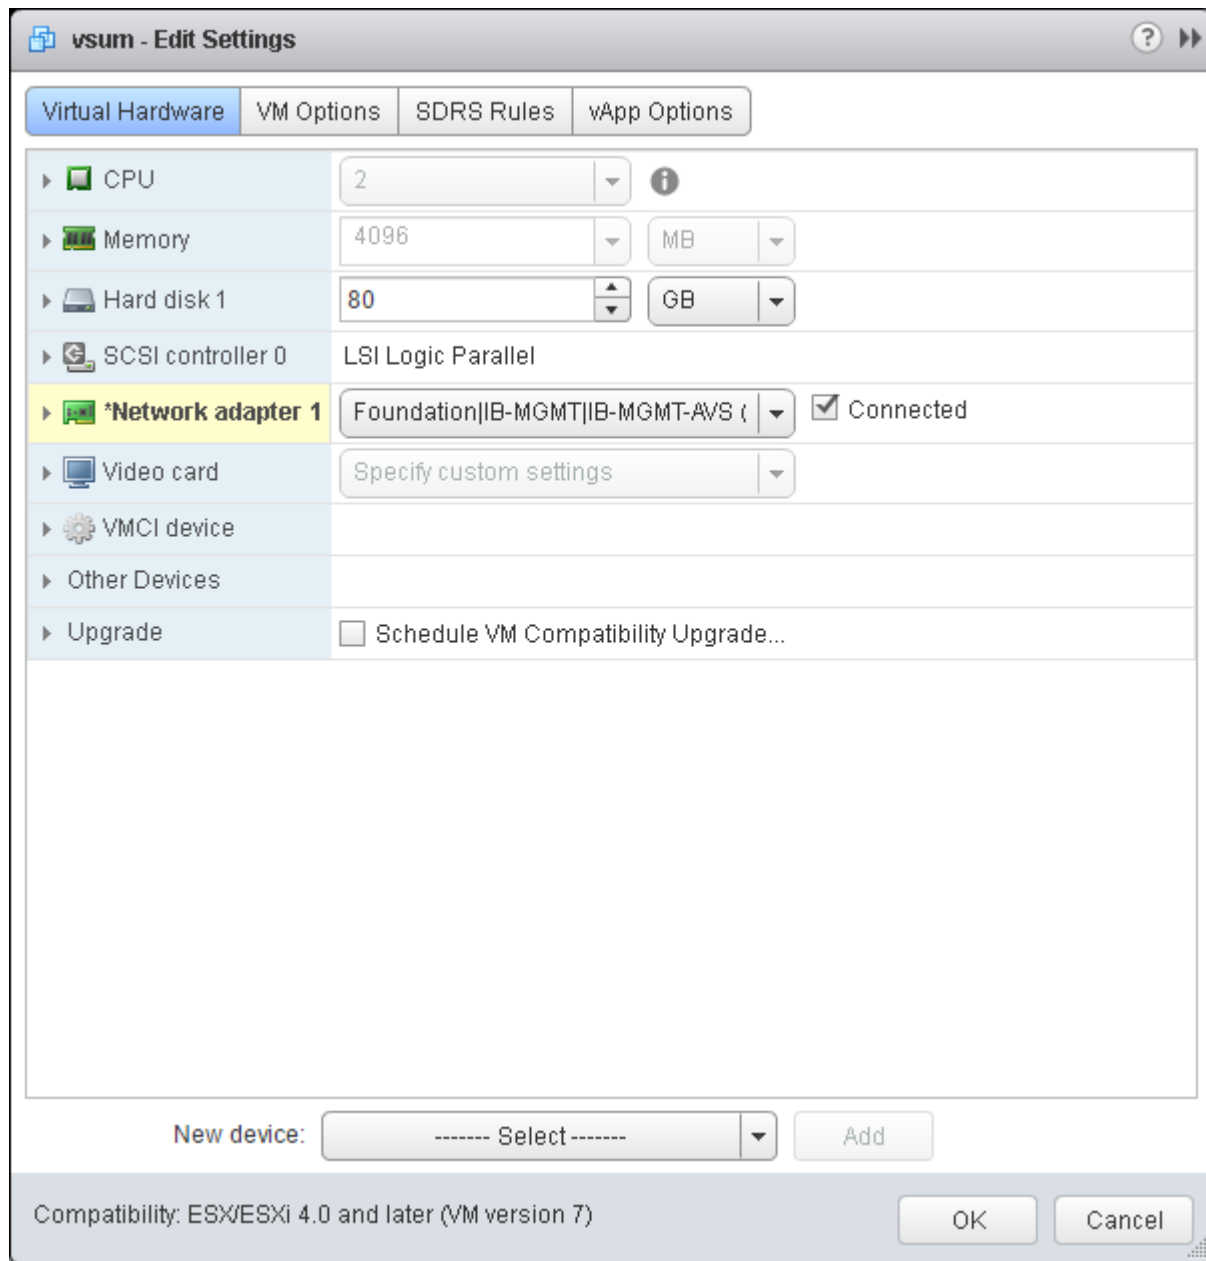 vsum - Edit Settings ?
Virtual Hardware VM Options SDRS Rules vApp Options
CPU 2
Memory 4096 MB
Hard disk 1 80 GB
SCSI controller 0 LSI Logic Parallel
*Network adapter 1 Foundation|IB-MGMT|IB-MGMT-AVS ( Connected
Video card Specify custom settings
VMCI device
Other Devices
Upgrade Schedule VM Compatibility Upgrade...
New device: ------- Select ------- Add
Compatibility: ESX/ESXi 4.0 and later (VM version 7) OK Cancel